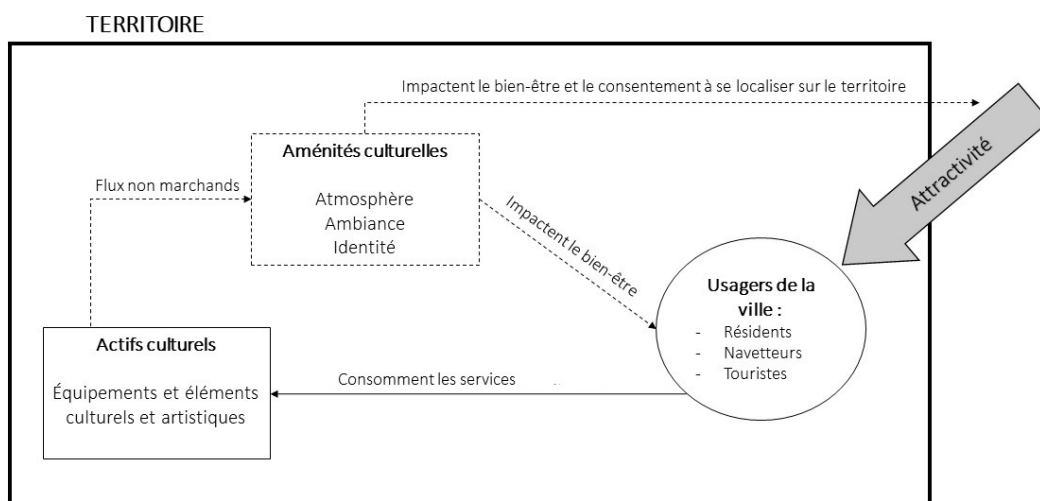 TERRITOIRE
Impactent le bien-être et le consentement à se localiser sur le territoire
Attractivité
Aménités culturelles
Atmosphère
Ambiance
Identité
Flux non marchands
Impactent le bien-être
Usagers de la
ville :
- Résidents
- Navetteurs
- Touristes
Actifs culturels
Équipements et éléments
culturels et artistiques
Consomment les services